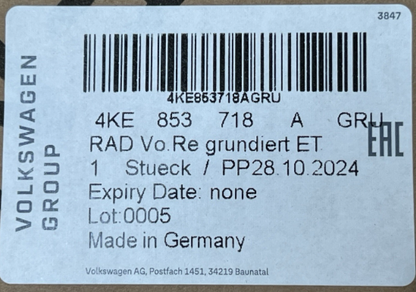 3847
VOLKSWAGEN
GROUP
4KE853718AGRU
4KE 853 718 A GRU
EAC
RAD Vo.Re grundiert ET
1 Stueck / PP28.10.2024
Expiry Date: none
Lot:0005
Made in Germany
Volkswagen AG, Postfach 1451, 34219 Baunatal